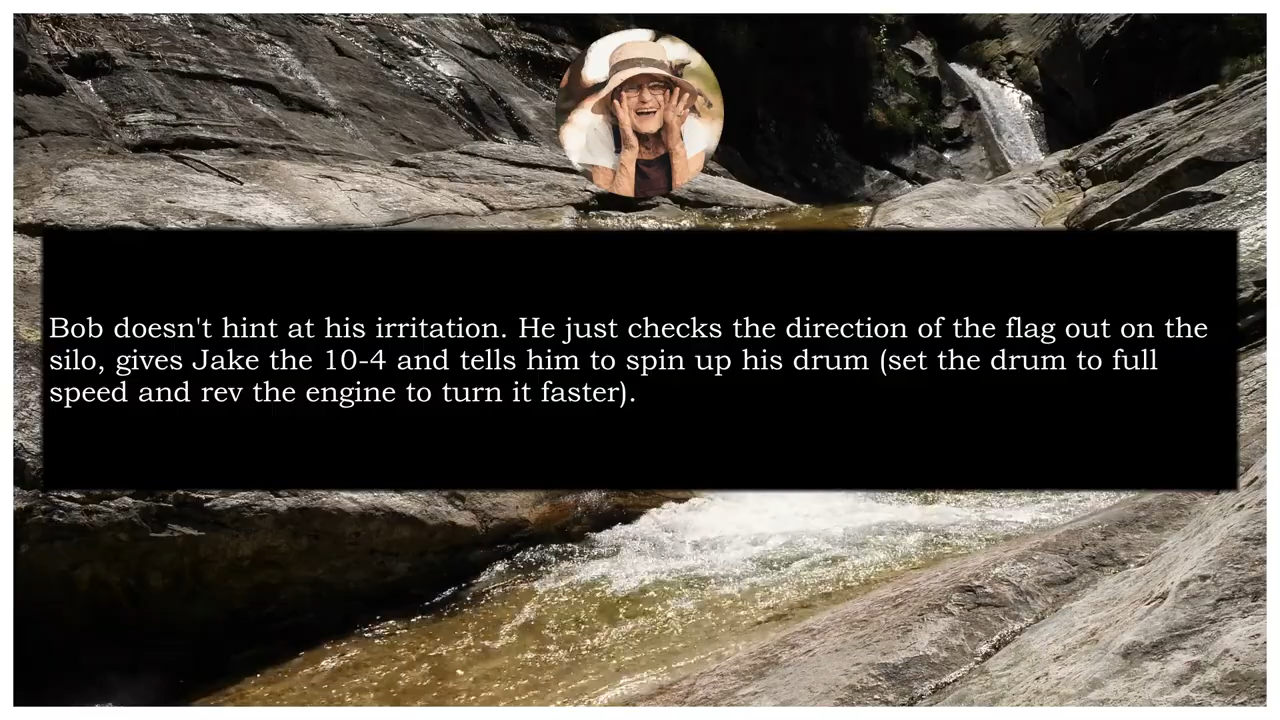 Bob doesn't hint at his irritation. He just checks the direction of the flag out on the
silo, gives Jake the 10-4 and tells him to spin up his drum (set the drum to full
speed and rev the engine to turn it faster).